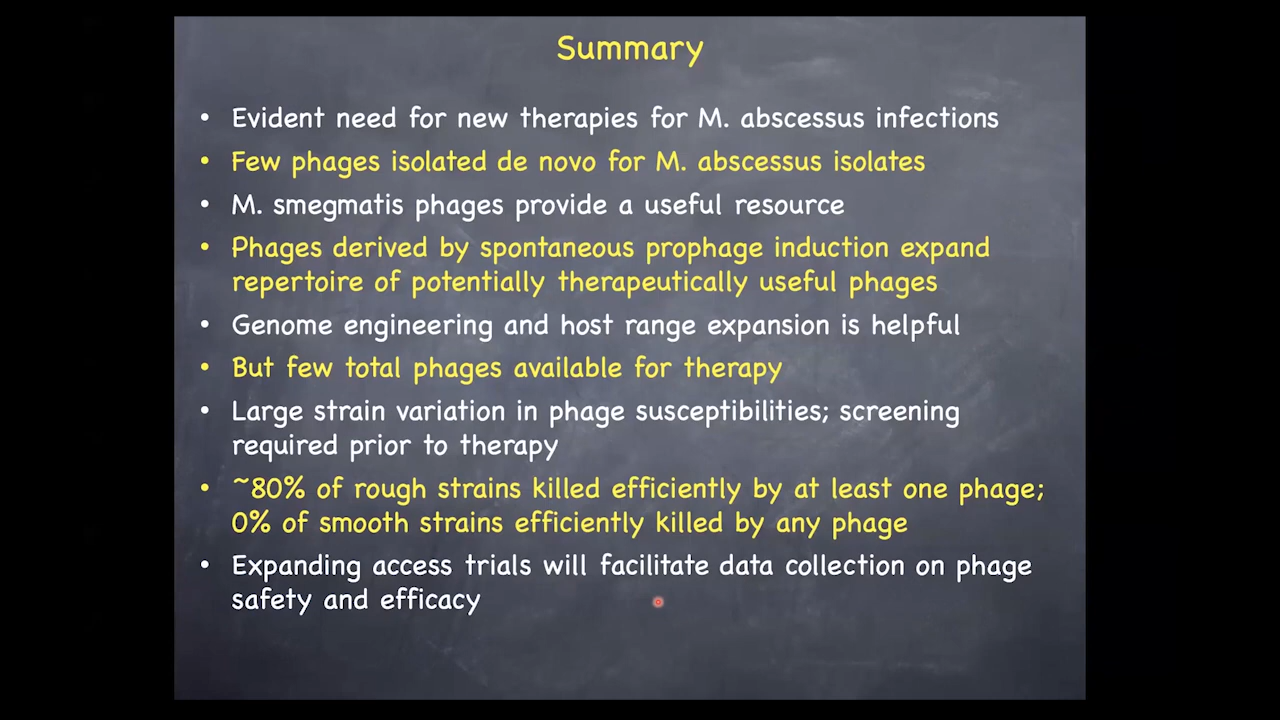 Summary
• Evident need for new therapies for M. abscessus infections
• Few phages isolated de novo for M. abscessus isolates
• M. smegmatis phages provide a useful resource
• Phages derived by spontaneous prophage induction expand
repertoire of potentially therapeutically useful phages
• Genome engineering and host range expansion is helpful
• But few total phages available for therapy
• Large strain variation in phage susceptibilities; screening
required prior to therapy
• ~80% of rough strains killed efficiently by at least one phage;
0% of smooth strains efficiently killed by any phage
• Expanding access trials will facilitate data collection on phage
safety and efficacy